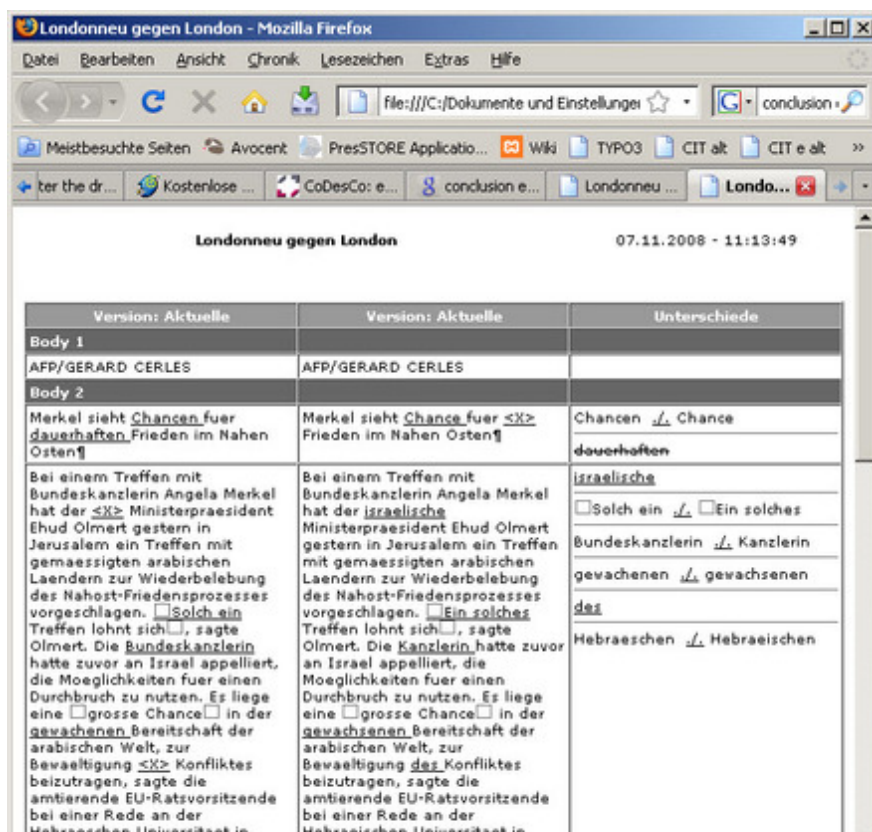 Londonneu gegen London - Mozilla Firefox
Datei Bearbeiten Ansicht Chronik Lesezeichen Extras Hilfe
file:///C:/Dokumente und Einstellungen G conclusion
Meistbesuchte Seiten Avocent PresSTORE Applicatio... Wiki TYPO3 CIT alt CIT e alt »
ter the dr... Kostenlose ... CoDesCo: e... conclusion e... Londonneu ... Londo...
Londonneu gegen London 07.11.2008 - 11:13:49
Version: Aktuelle Version: Aktuelle Unterschiede
Body 1
AFP/GERARD CERLES AFP/GERARD CERLES
Body 2
Merkel sieht Chancen fuer
dauerhaften Frieden im Nahen
Osten¶
Merkel sieht Chance fuer <X>
Frieden im Nahen Osten¶
Chancen ./. Chance
dauerhaften
Bei einem Treffen mit
Bundeskanzlerin Angela Merkel
hat der <X> Ministerpraesident
Ehud Olmert gestern in
Jerusalem ein Treffen mit
gemaessigten arabischen
Laendern zur Wiederbelebung
des Nahost-Friedensprozesses
vorgeschlagen. □Solch ein
Treffen lohnt sich□, sagte
Olmert. Die Bundeskanzlerin
hatte zuvor an Israel appelliert,
die Moeglichkeiten fuer einen
Durchbruch zu nutzen. Es liege
eine □grosse Chance□ in der
gewachenen Bereitschaft der
arabischen Welt, zur
Bewaeltigung <X> Konfliktes
beizutragen, sagte die
amtierende EU-Ratsvorsitzende
bei einer Rede an der
Hebraeschen Universitaet in
Bei einem Treffen mit
Bundeskanzlerin Angela Merkel
hat der israelische
Ministerpraesident Ehud Olmert
gestern in Jerusalem ein Treffen
mit gemaessigten arabischen
Laendern zur Wiederbelebung
des Nahost-Friedensprozesses
vorgeschlagen. □Ein solches
Treffen lohnt sich□, sagte
Olmert. Die Kanzlerin hatte zuvor
an Israel appelliert, die
Moeglichkeiten fuer einen
Durchbruch zu nutzen. Es liege
eine □grosse Chance□ in der
gewachsenen Bereitschaft der
arabischen Welt, zur
Bewaeltigung des Konfliktes
beizutragen, sagte die
amtierende EU-Ratsvorsitzende
bei einer Rede an der
Hebraeischen Universitaet in
israelische
□Solch ein ./. □Ein solches
Bundeskanzlerin ./. Kanzlerin
gewachenen ./. gewachsenen
des
Hebraeschen ./. Hebraeischen